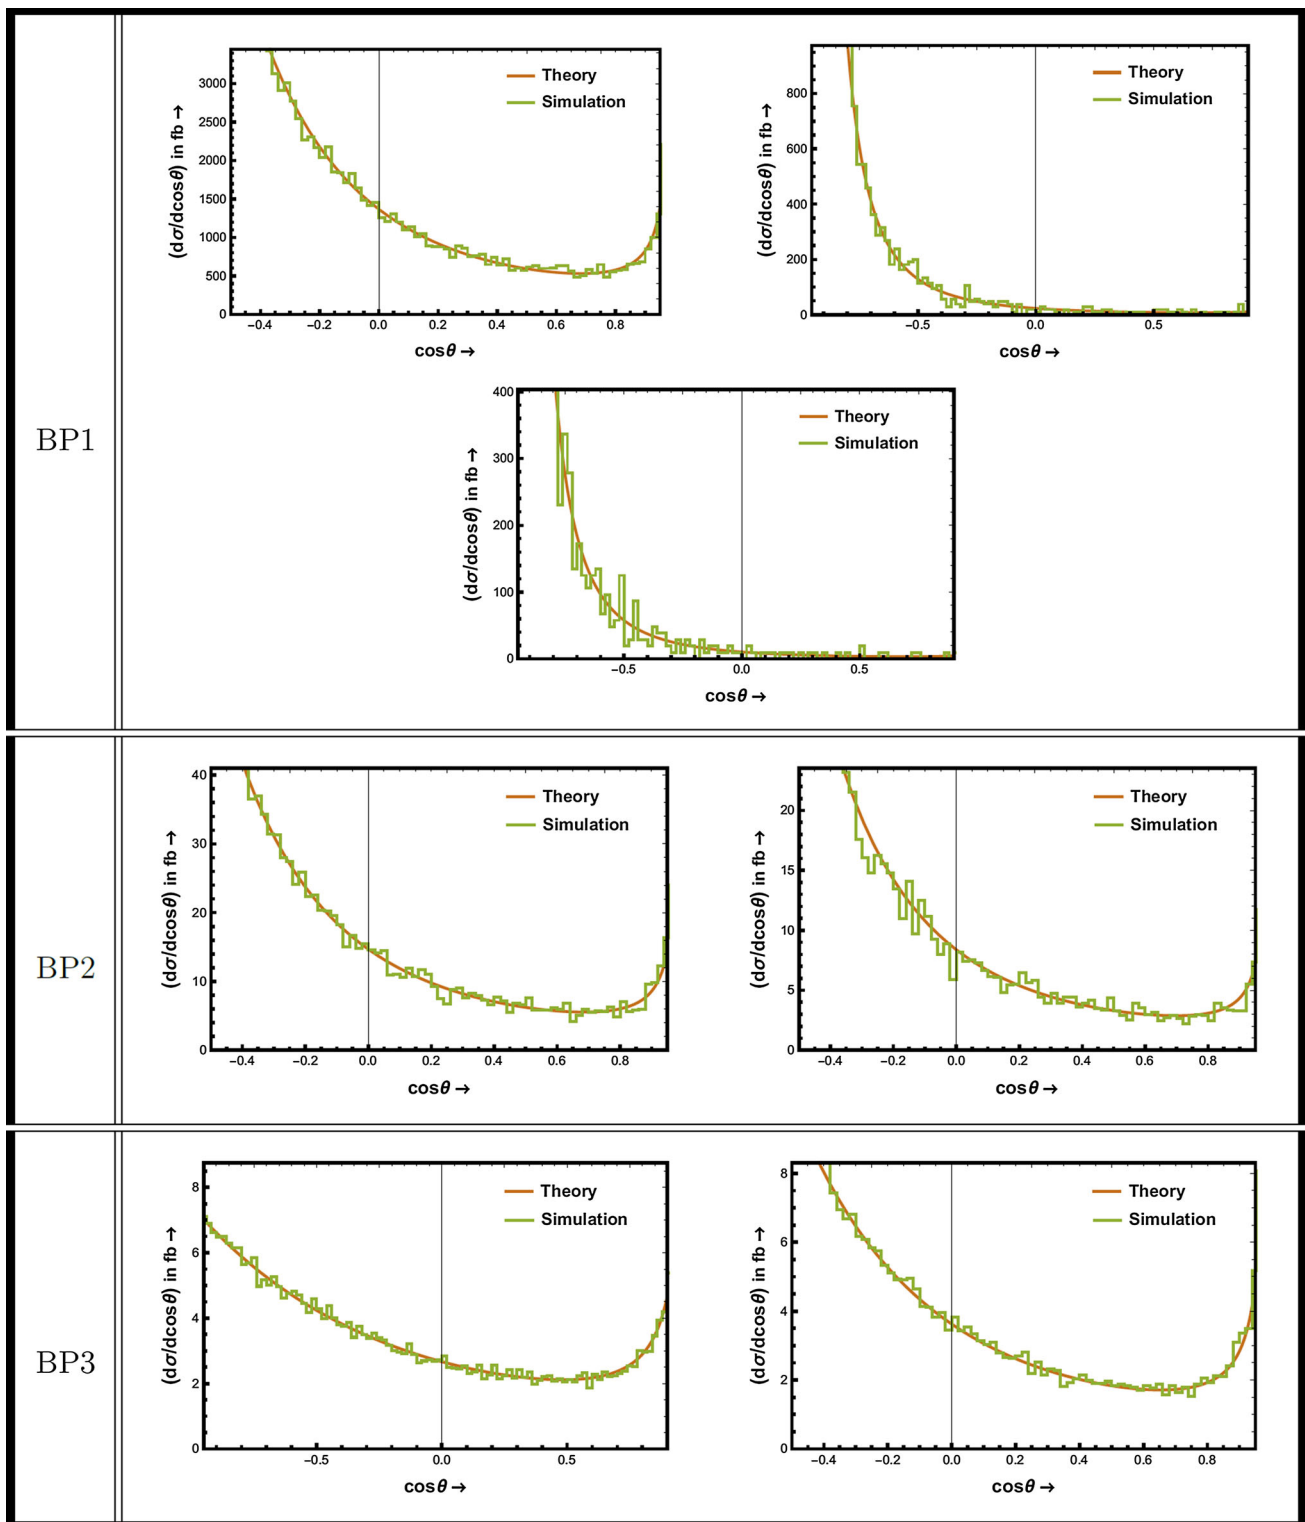 BP1
(dσ/dcosθ) in fb →
3000
2500
2000
1500
1000
500
0
−0.4 −0.2 0.0 0.2 0.4 0.6 0.8
cosθ →
Theory
Simulation
(dσ/dcosθ) in fb →
800
600
400
200
0
−0.5 0.0 0.5
cosθ →
Theory
Simulation
(dσ/dcosθ) in fb →
400
300
200
100
0
−0.5 0.0 0.5
cosθ →
Theory
Simulation
BP2
(dσ/dcosθ) in fb →
40
30
20
10
0
−0.4 −0.2 0.0 0.2 0.4 0.6 0.8
cosθ →
Theory
Simulation
(dσ/dcosθ) in fb →
20
15
10
5
0
−0.4 −0.2 0.0 0.2 0.4 0.6 0.8
cosθ →
Theory
Simulation
BP3
(dσ/dcosθ) in fb →
8
6
4
2
0
−0.5 0.0 0.5
cosθ →
Theory
Simulation
(dσ/dcosθ) in fb →
8
6
4
2
0
−0.4 −0.2 0.0 0.2 0.4 0.6 0.8
cosθ →
Theory
Simulation